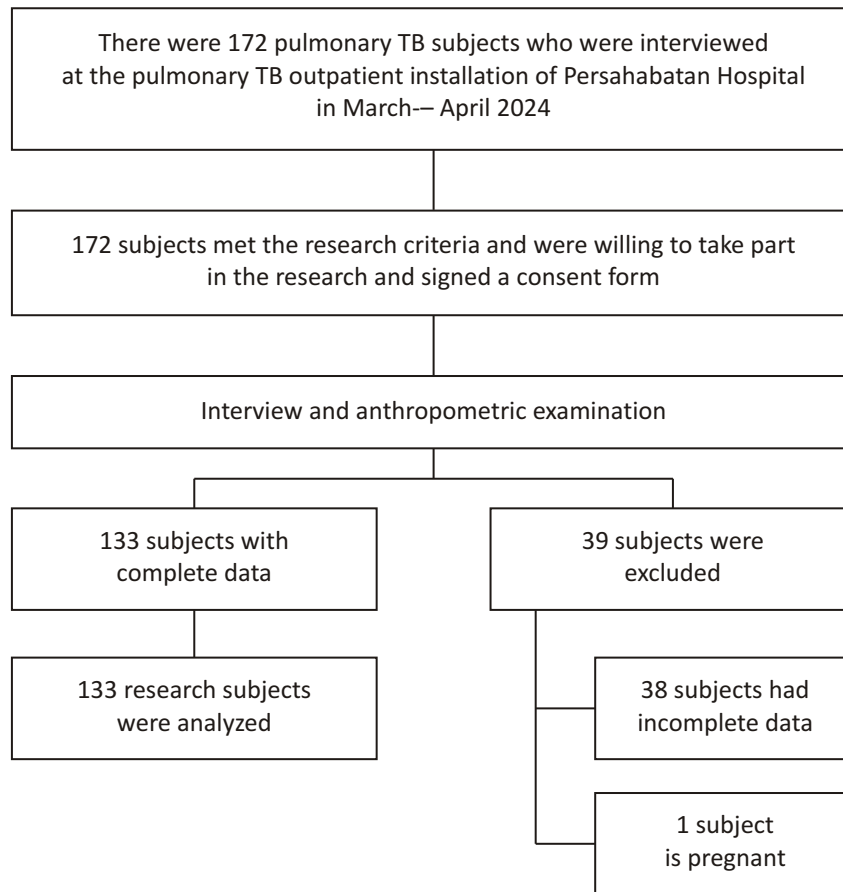 There were 172 pulmonary TB subjects who were interviewed
at the pulmonary TB outpatient installation of Persahabatan Hospital
in March-– April 2024
172 subjects met the research criteria and were willing to take part
in the research and signed a consent form
Interview and anthropometric examination
133 subjects with
complete data
39 subjects were
excluded
133 research subjects
were analyzed
38 subjects had
incomplete data
1 subject
is pregnant